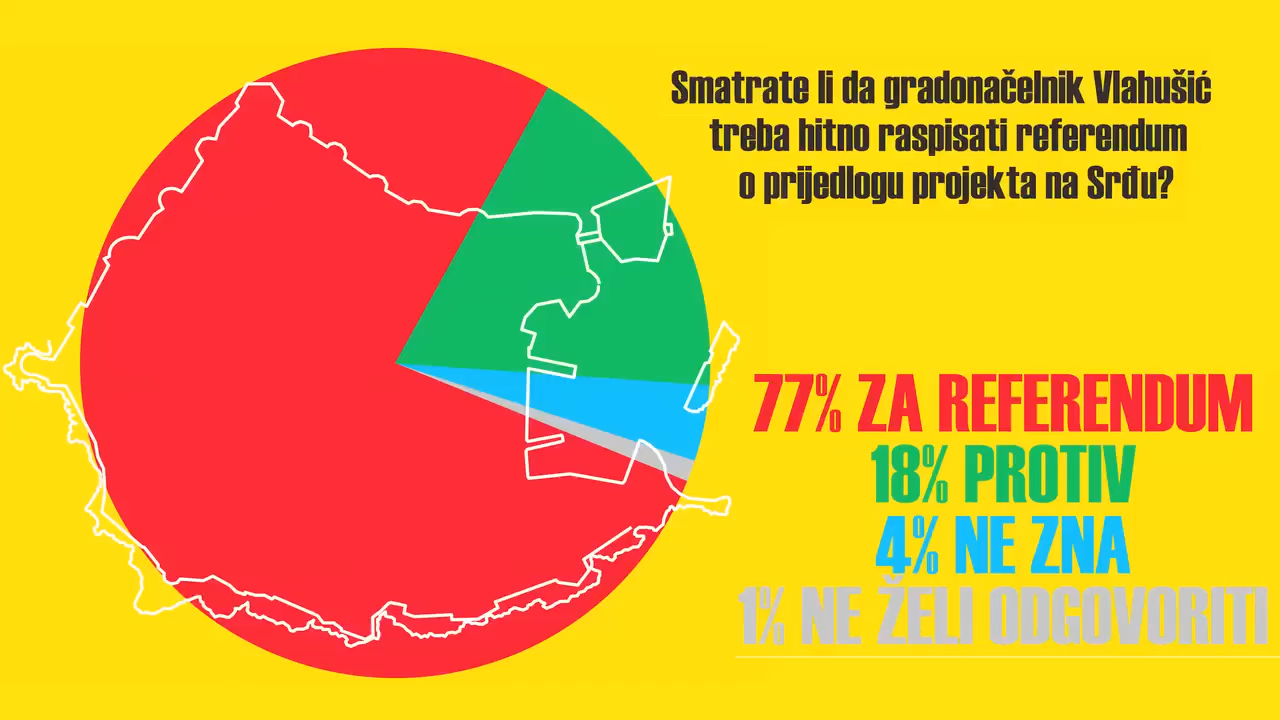 Smatrate li da gradonačelnik Vlahušić
treba hitno raspisati referendum
o prijedlogu projekta na Srđu?
77% ZA REFERENDUM
18% PROTIV
4% NE ZNA
1% NE ŽELI ODGOVORITI